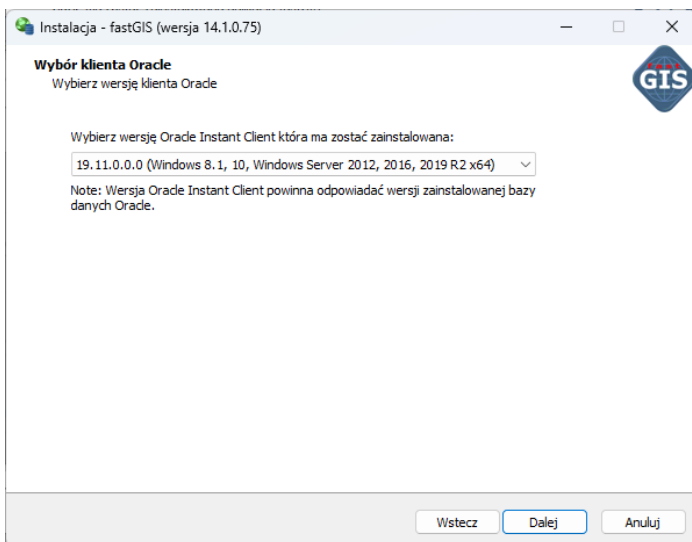 Instalacja - fastGIS (wersja 14.1.0.75)
Wybór klienta Oracle
Wybierz wersję klienta Oracle
GIS
Wybierz wersję Oracle Instant Client która ma zostać zainstalowana:
19.11.0.0.0 (Windows 8.1, 10, Windows Server 2012, 2016, 2019 R2 x64)
Note: Wersja Oracle Instant Client powinna odpowiadać wersji zainstalowanej bazy
danych Oracle.
Wstecz
Dalej
Anuluj